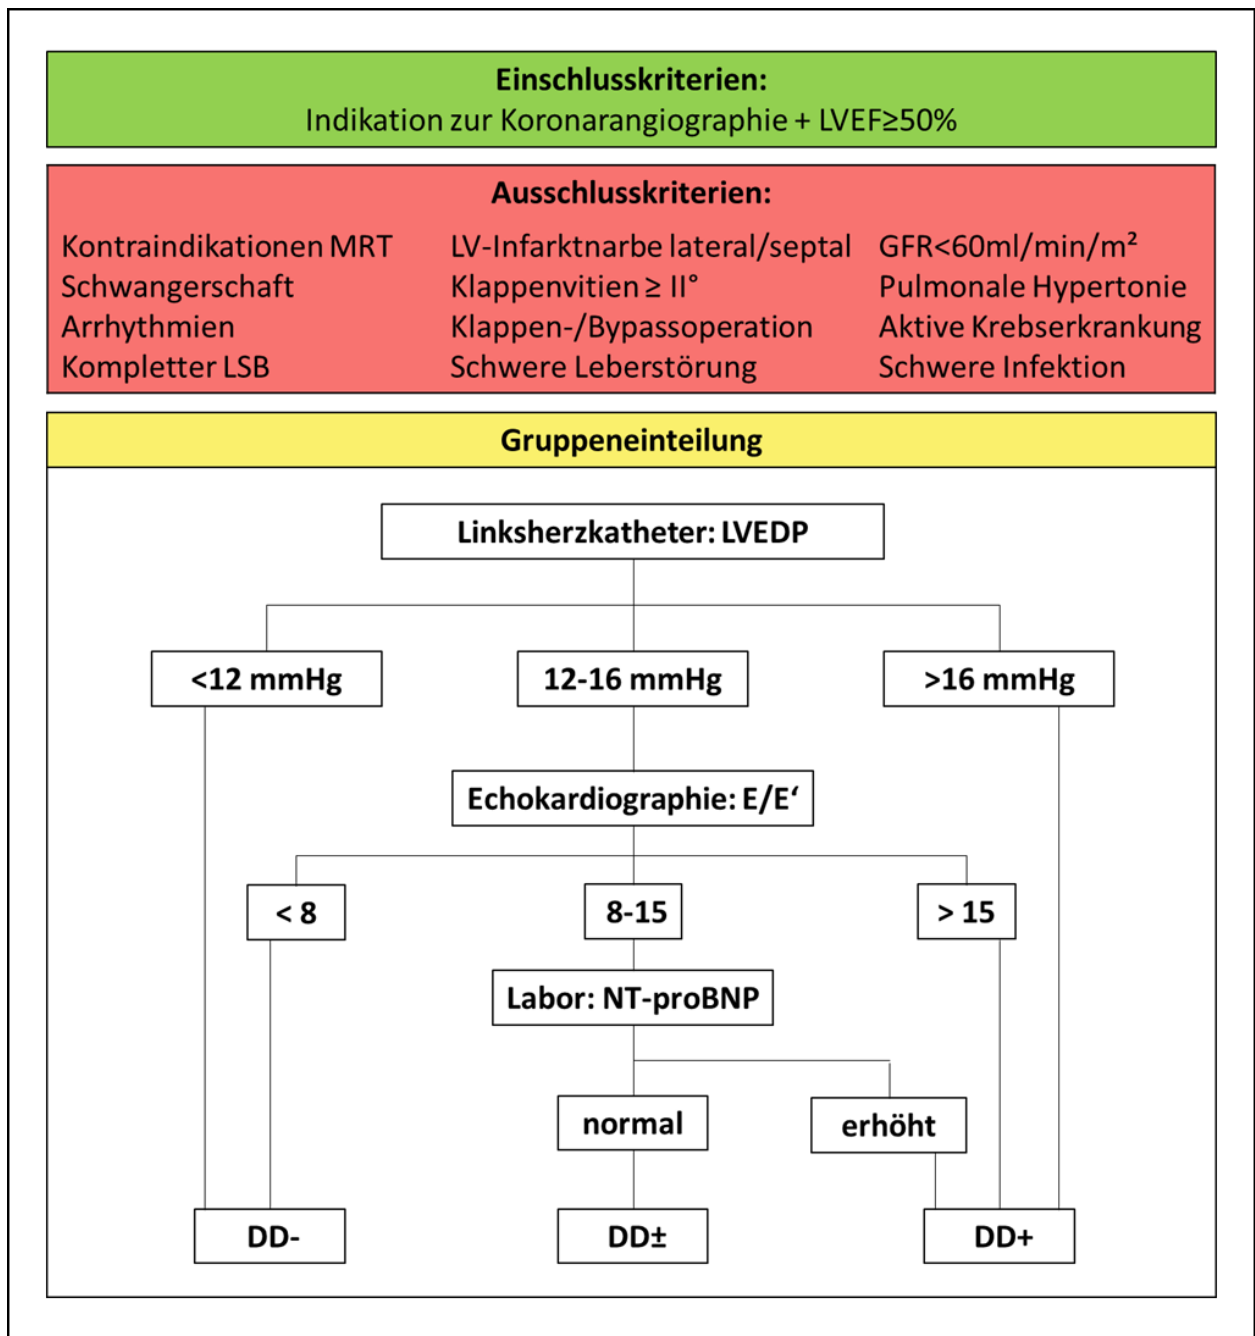 Einschlusskriterien:
Indikation zur Koronarangiographie + LVEF≥50%
Ausschlusskriterien:
Kontraindikationen MRT LV-Infarktnarbe lateral/septal GFR<60ml/min/m²
Schwangerschaft Klappenvitien ≥ II° Pulmonale Hypertonie
Arrhythmien Klappen-/Bypassoperation Aktive Krebserkrankung
Kompletter LSB Schwere Leberstörung Schwere Infektion
Gruppeneinteilung
Linksherzkatheter: LVEDP
<12 mmHg 12-16 mmHg >16 mmHg
Echokardiographie: E/E‘
< 8 8-15 > 15
Labor: NT-proBNP
normal erhöht
DD- DD± DD+